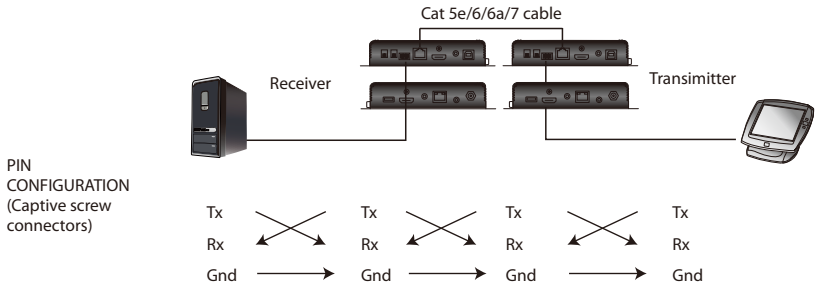 Cat 5e/6/6a/7 cable
Receiver
Transimitter
PIN
CONFIGURATION
(Captive screw
connectors)
Tx Tx Tx Tx
Rx Rx Rx Rx
Gnd Gnd Gnd Gnd